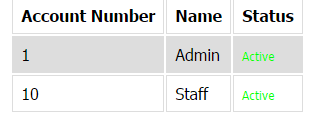 Account Number Name Status
1 Admin Active
10 Staff Active